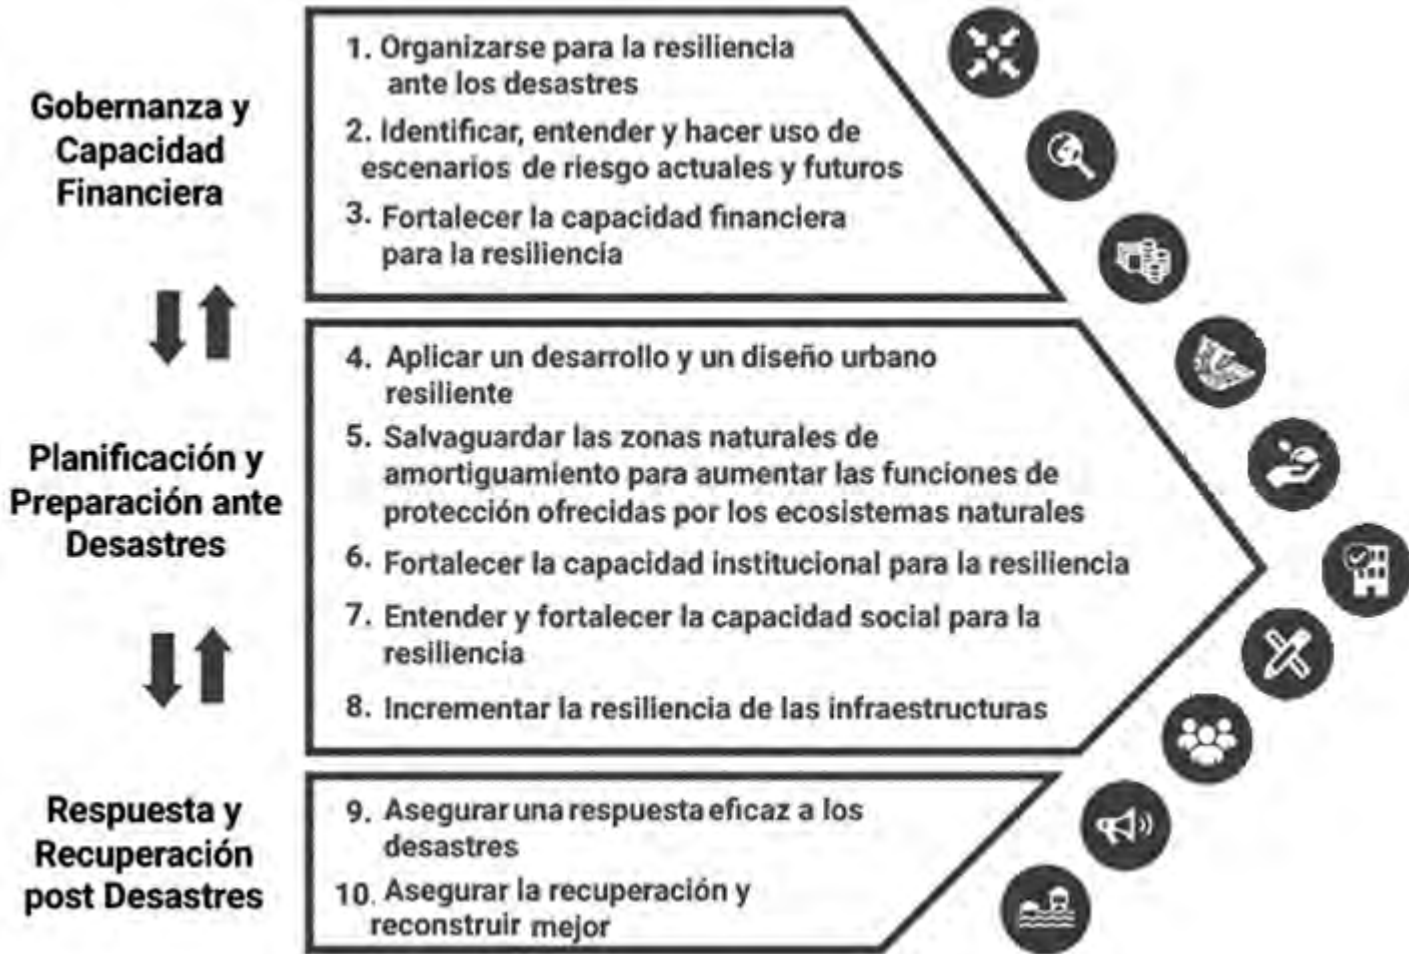 Gobernanza y
Capacidad
Financiera
1. Organizarse para la resiliencia
ante los desastres
2. Identificar, entender y hacer uso de
escenarios de riesgo actuales y futuros
3. Fortalecer la capacidad financiera
para la resiliencia
Planificación y
Preparación ante
Desastres
4. Aplicar un desarrollo y un diseño urbano
resiliente
5. Salvaguardar las zonas naturales de
amortiguamiento para aumentar las funciones de
protección ofrecidas por los ecosistemas naturales
6. Fortalecer la capacidad institucional para la resiliencia
7. Entender y fortalecer la capacidad social para la
resiliencia
8. Incrementar la resiliencia de las infraestructuras
Respuesta y
Recuperación
post Desastres
9. Asegurar una respuesta eficaz a los
desastres
10. Asegurar la recuperación y
reconstruir mejor